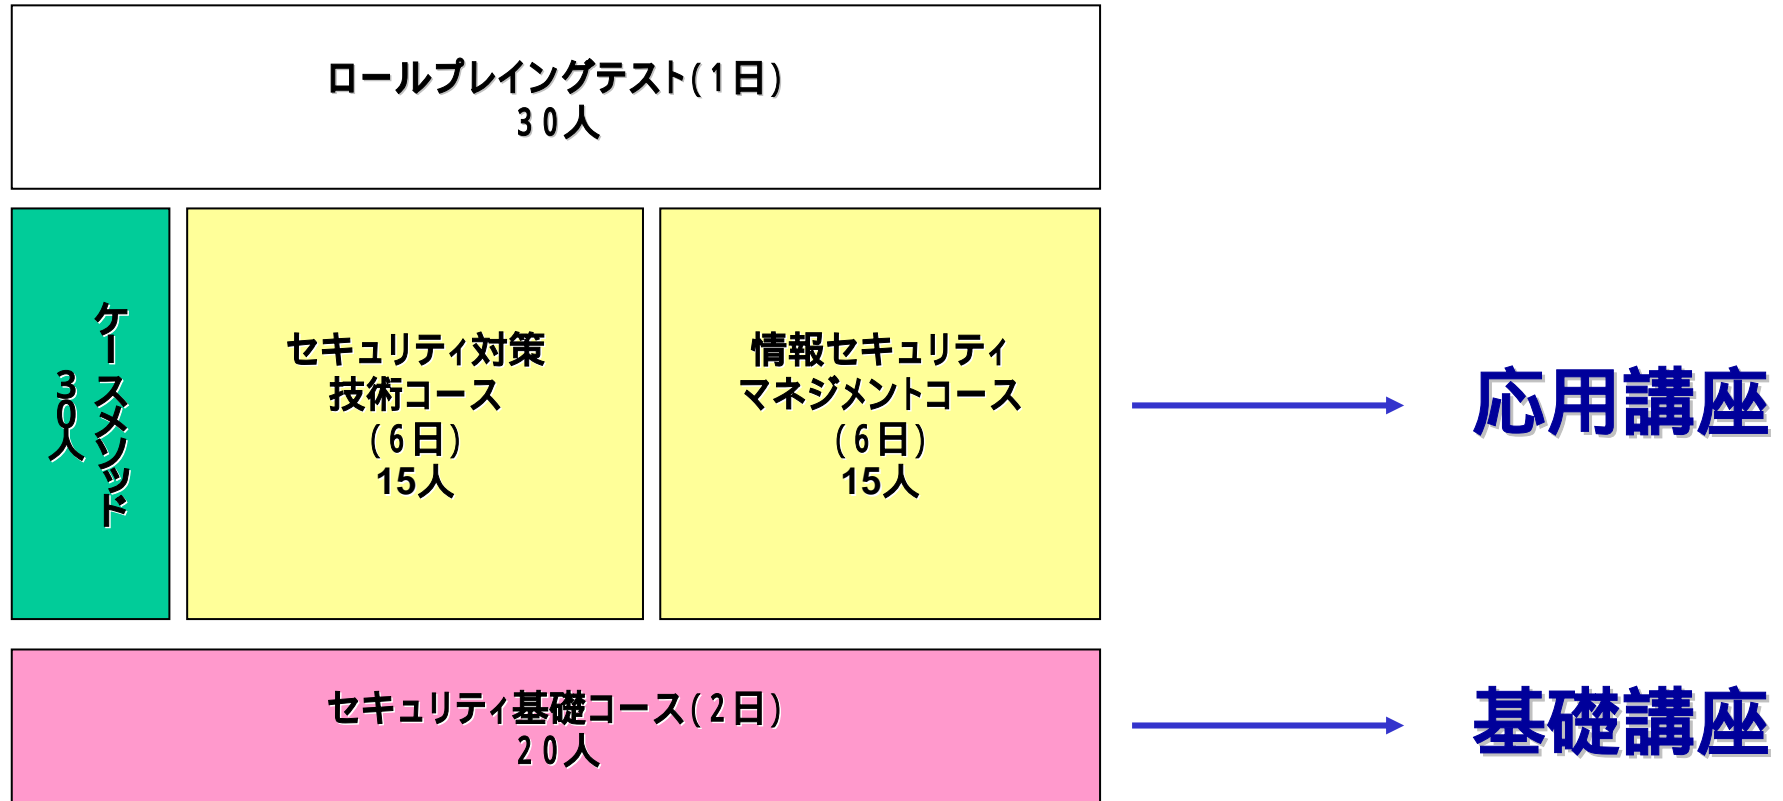 ロールプレイングテスト(１日)
３０人
ケースメソッド
３０人
セキュリティ対策
技術コース
(６日)
15人
情報セキュリティ
マネジメントコース
(６日)
15人
応用講座
セキュリティ基礎コース(２日)
２０人
基礎講座